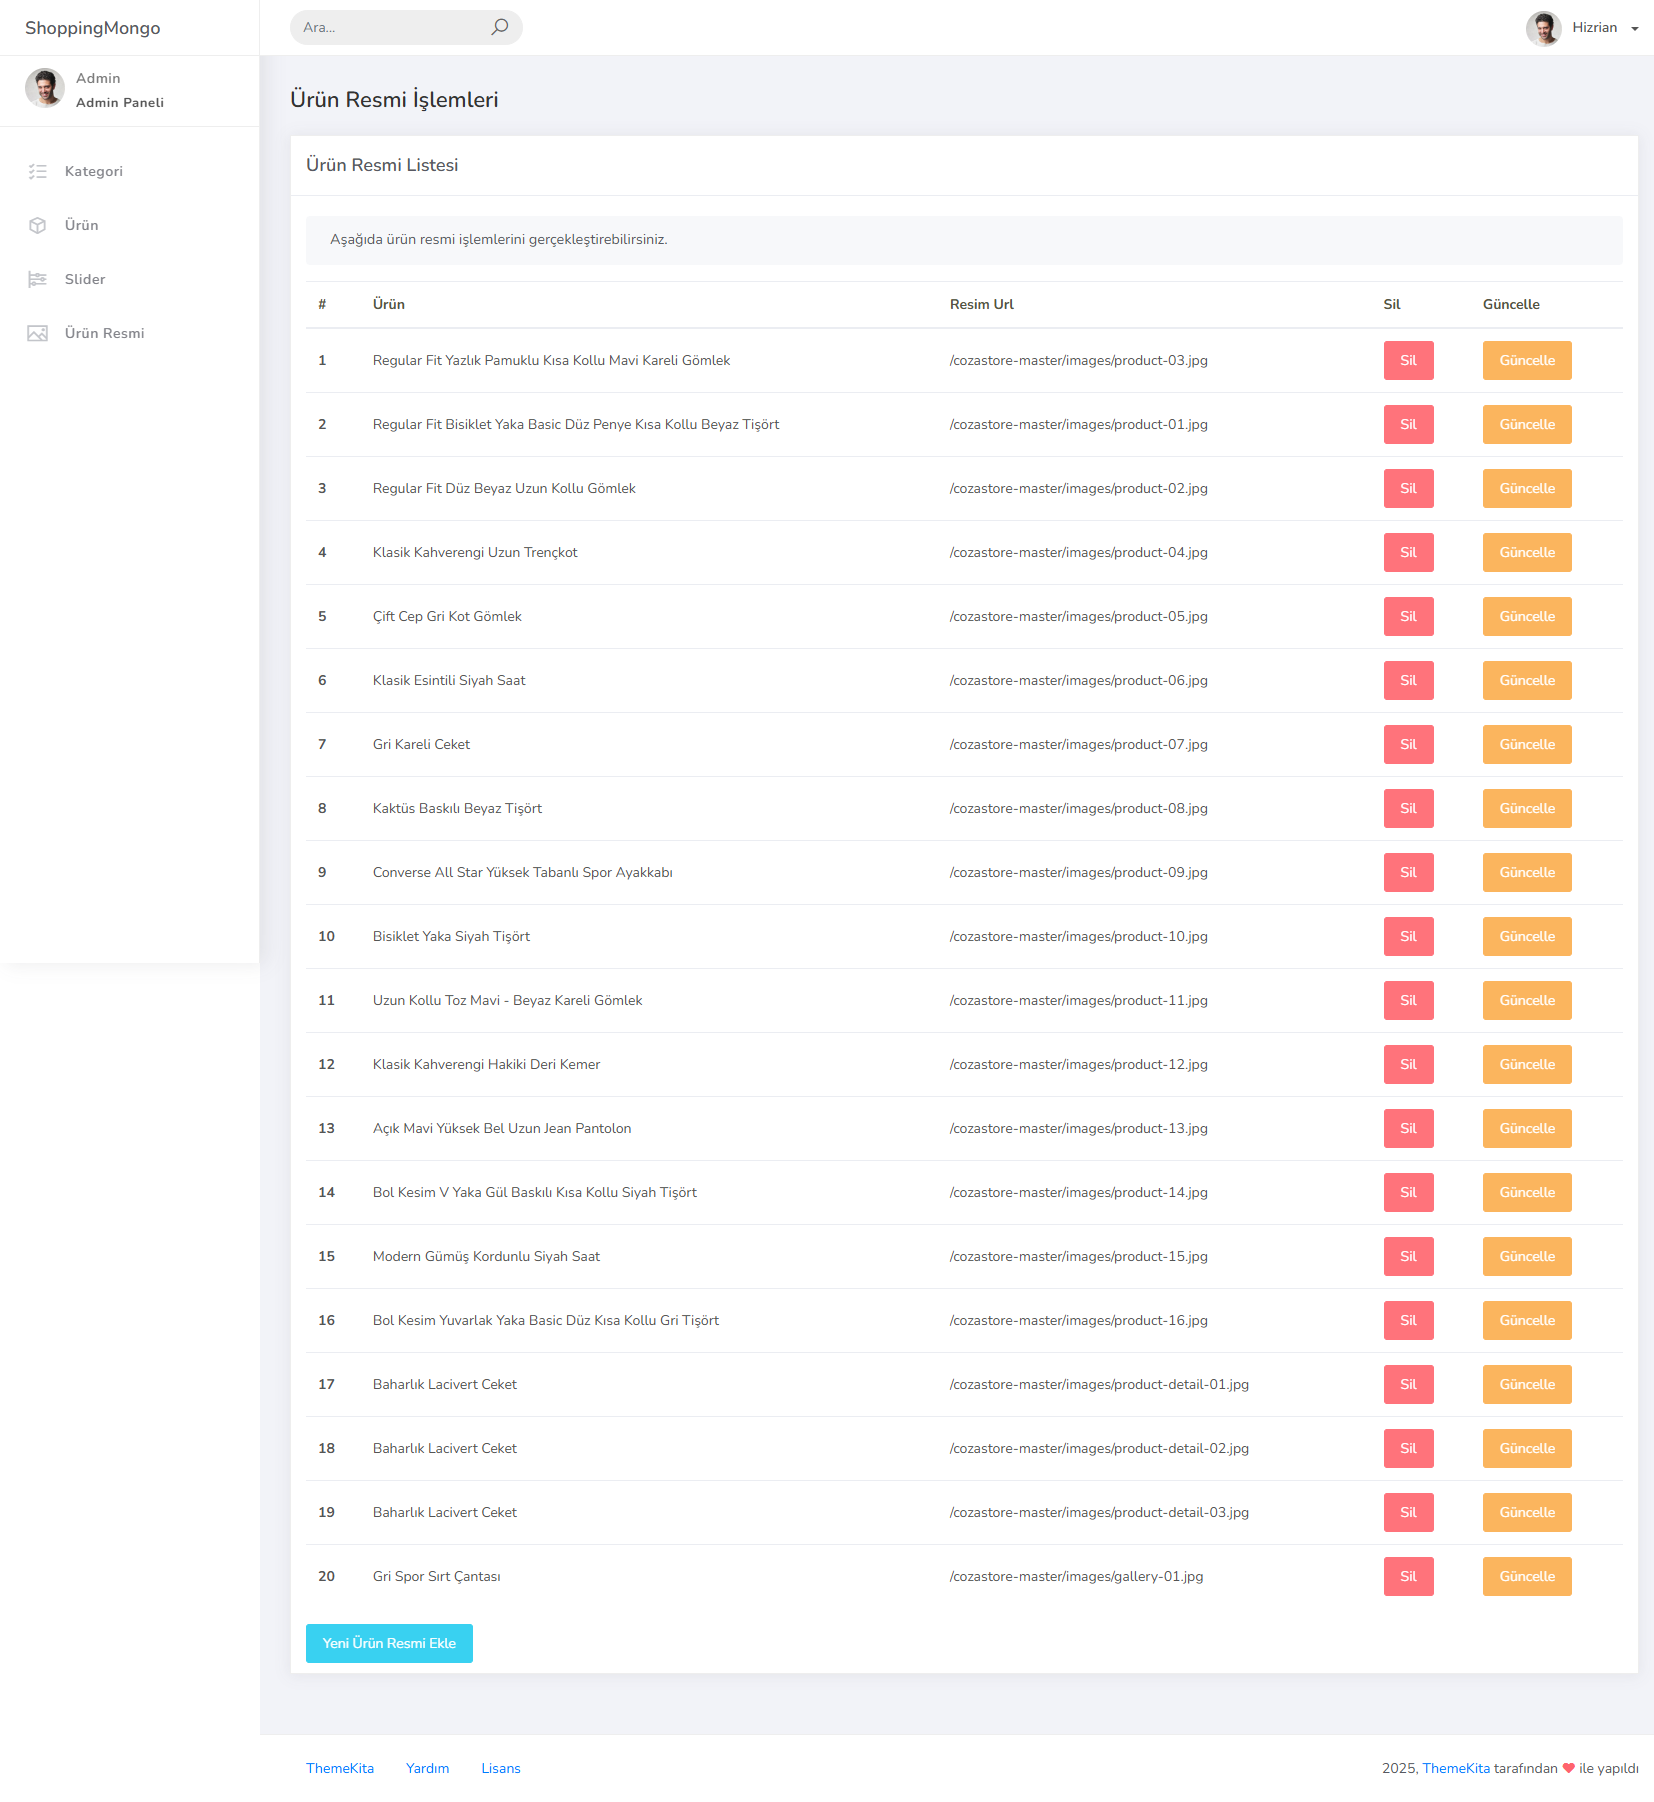 ShoppingMongo
Ara...
Hizrian
Admin
Admin Paneli
Kategori
Ürün
Slider
Ürün Resmi
Ürün Resmi İşlemleri
Ürün Resmi Listesi
Aşağıda ürün resmi işlemlerini gerçekleştirebilirsiniz.
# Ürün Resim Url Sil Güncelle
1 Regular Fit Yazlık Pamuklu Kısa Kollu Mavi Kareli Gömlek /cozastore-master/images/product-03.jpg Sil Güncelle
2 Regular Fit Bisiklet Yaka Basic Düz Penye Kısa Kollu Beyaz Tişört /cozastore-master/images/product-01.jpg Sil Güncelle
3 Regular Fit Düz Beyaz Uzun Kollu Gömlek /cozastore-master/images/product-02.jpg Sil Güncelle
4 Klasik Kahverengi Uzun Trençkot /cozastore-master/images/product-04.jpg Sil Güncelle
5 Çift Cep Gri Kot Gömlek /cozastore-master/images/product-05.jpg Sil Güncelle
6 Klasik Esintili Siyah Saat /cozastore-master/images/product-06.jpg Sil Güncelle
7 Gri Kareli Ceket /cozastore-master/images/product-07.jpg Sil Güncelle
8 Kaktüs Baskılı Beyaz Tişört /cozastore-master/images/product-08.jpg Sil Güncelle
9 Converse All Star Yüksek Tabanlı Spor Ayakkabı /cozastore-master/images/product-09.jpg Sil Güncelle
10 Bisiklet Yaka Siyah Tişört /cozastore-master/images/product-10.jpg Sil Güncelle
11 Uzun Kollu Toz Mavi - Beyaz Kareli Gömlek /cozastore-master/images/product-11.jpg Sil Güncelle
12 Klasik Kahverengi Hakiki Deri Kemer /cozastore-master/images/product-12.jpg Sil Güncelle
13 Açık Mavi Yüksek Bel Uzun Jean Pantolon /cozastore-master/images/product-13.jpg Sil Güncelle
14 Bol Kesim V Yaka Gül Baskılı Kısa Kollu Siyah Tişört /cozastore-master/images/product-14.jpg Sil Güncelle
15 Modern Gümüş Kordunlu Siyah Saat /cozastore-master/images/product-15.jpg Sil Güncelle
16 Bol Kesim Yuvarlak Yaka Basic Düz Kısa Kollu Gri Tişört /cozastore-master/images/product-16.jpg Sil Güncelle
17 Baharlık Lacivert Ceket /cozastore-master/images/product-detail-01.jpg Sil Güncelle
18 Baharlık Lacivert Ceket /cozastore-master/images/product-detail-02.jpg Sil Güncelle
19 Baharlık Lacivert Ceket /cozastore-master/images/product-detail-03.jpg Sil Güncelle
20 Gri Spor Sırt Çantası /cozastore-master/images/gallery-01.jpg Sil Güncelle
Yeni Ürün Resmi Ekle
ThemeKita Yardım Lisans
2025, ThemeKita tarafından ❤ ile yapıldı